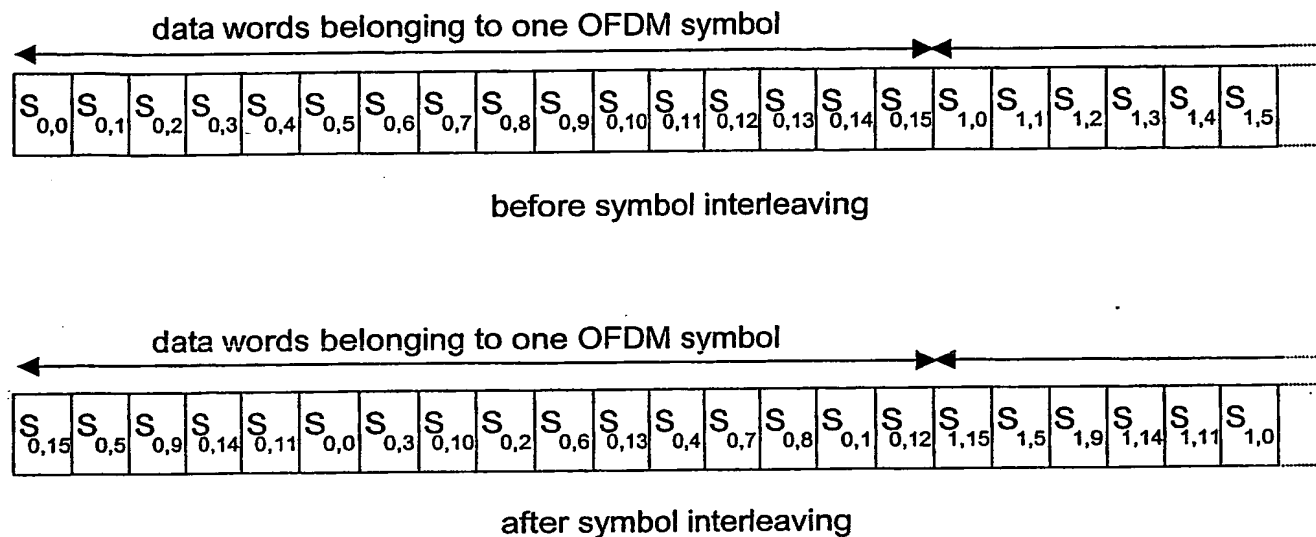 data words belonging to one OFDM symbol
S0,0 S0,1 S0,2 S0,3 S0,4 S0,5 S0,6 S0,7 S0,8 S0,9 S0,10 S0,11 S0,12 S0,13 S0,14 S0,15 S1,0 S1,1 S1,2 S1,3 S1,4 S1,5
before symbol interleaving
data words belonging to one OFDM symbol
S0,15 S0,5 S0,9 S0,14 S0,11 S0,0 S0,3 S0,10 S0,2 S0,6 S0,13 S0,4 S0,7 S0,8 S0,1 S0,12 S1,15 S1,5 S1,9 S1,14 S1,11 S1,0
after symbol interleaving